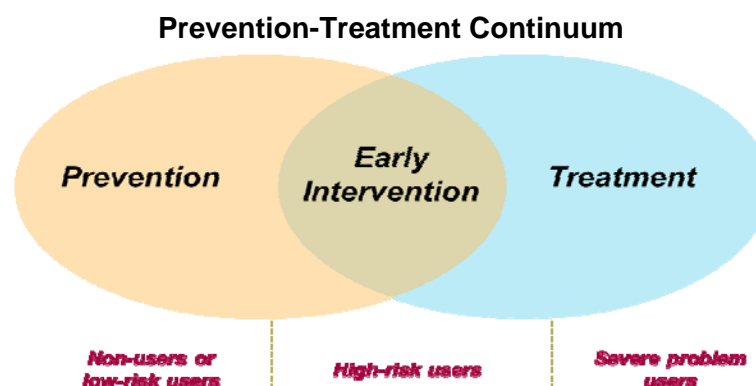 Prevention-Treatment Continuum
Prevention
Early
Intervention
Treatment
Non-users or
low-risk users
High-risk users
Severe problem
users